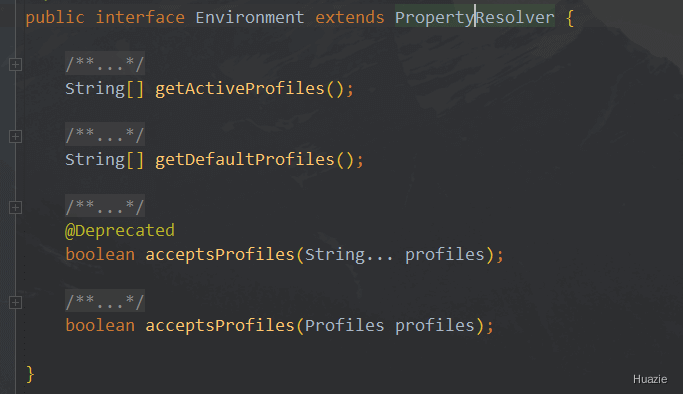 public interface Environment extends PropertyResolver {
/**...*/
String[] getActiveProfiles();
/**...*/
String[] getDefaultProfiles();
/**...*/
@Deprecated
boolean acceptsProfiles(String... profiles);
/**...*/
boolean acceptsProfiles(Profiles profiles);
}
Huazie